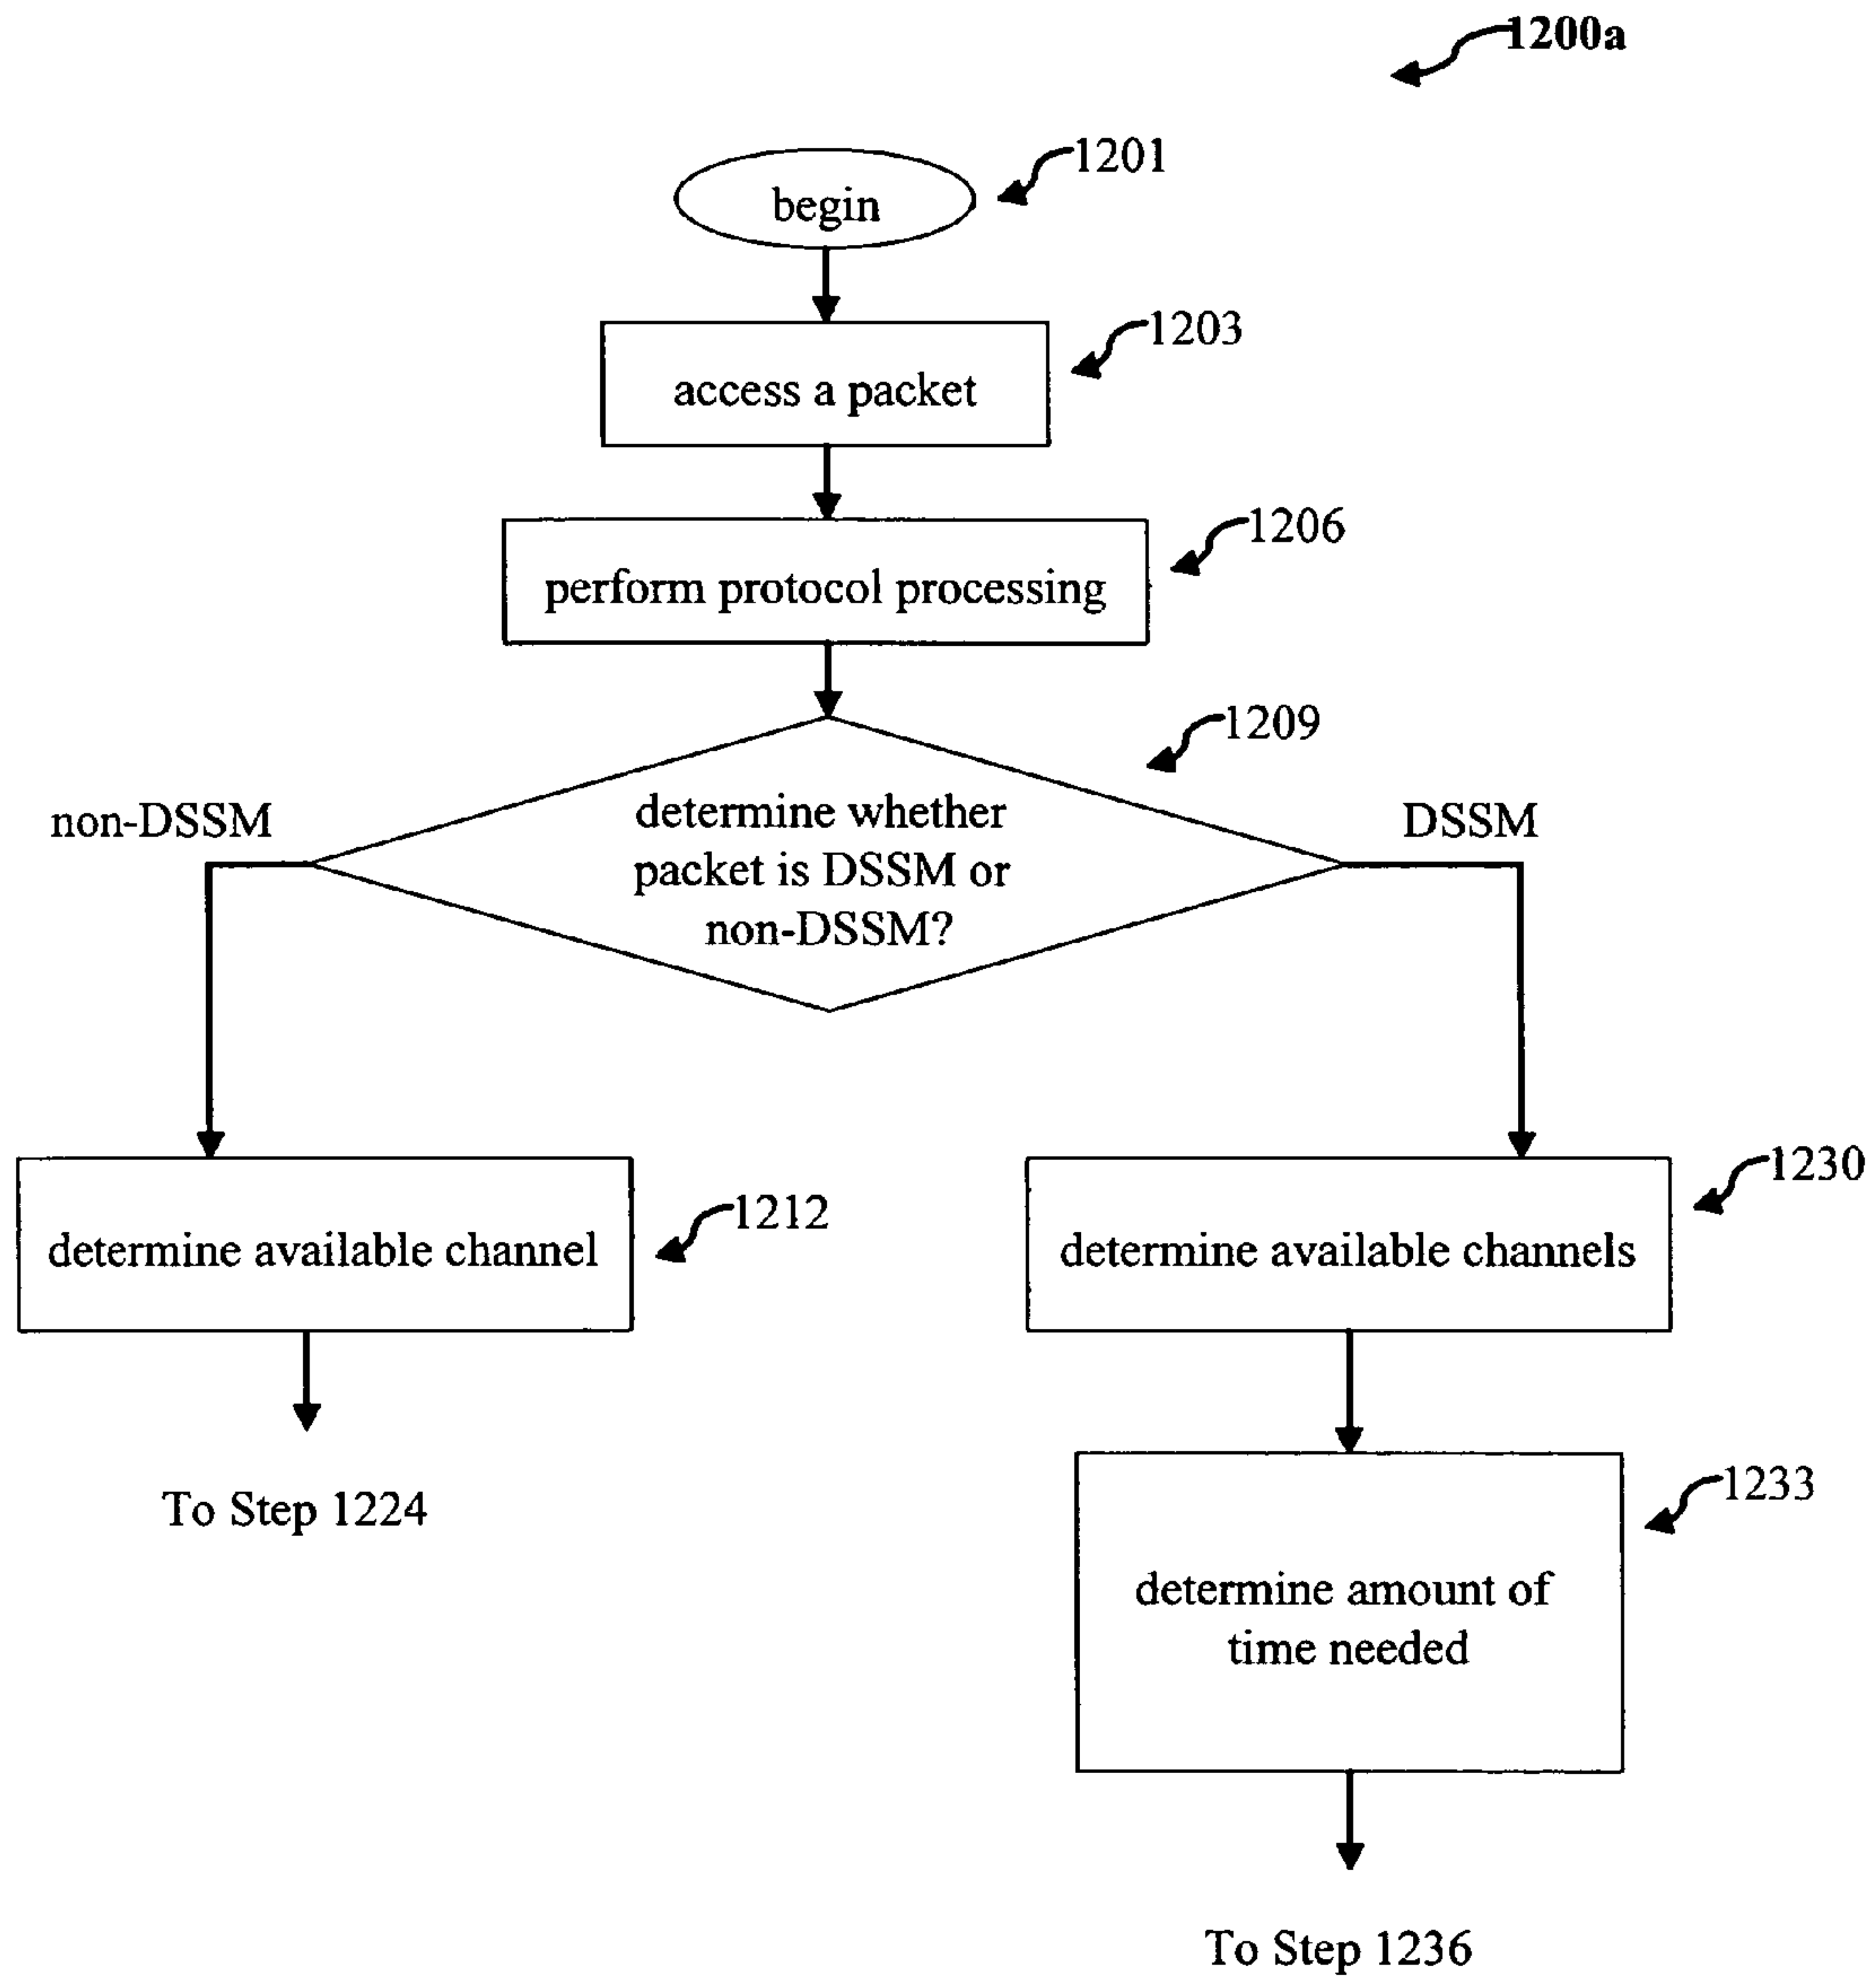 1200a
1201
begin
1203
access a packet
1206
perform protocol processing
1209
non-DSSM
determine whether
packet is DSSM or
non-DSSM?
DSSM
1212
determine available channel
1230
determine available channels
To Step 1224
1233
determine amount of
time needed
To Step 1236